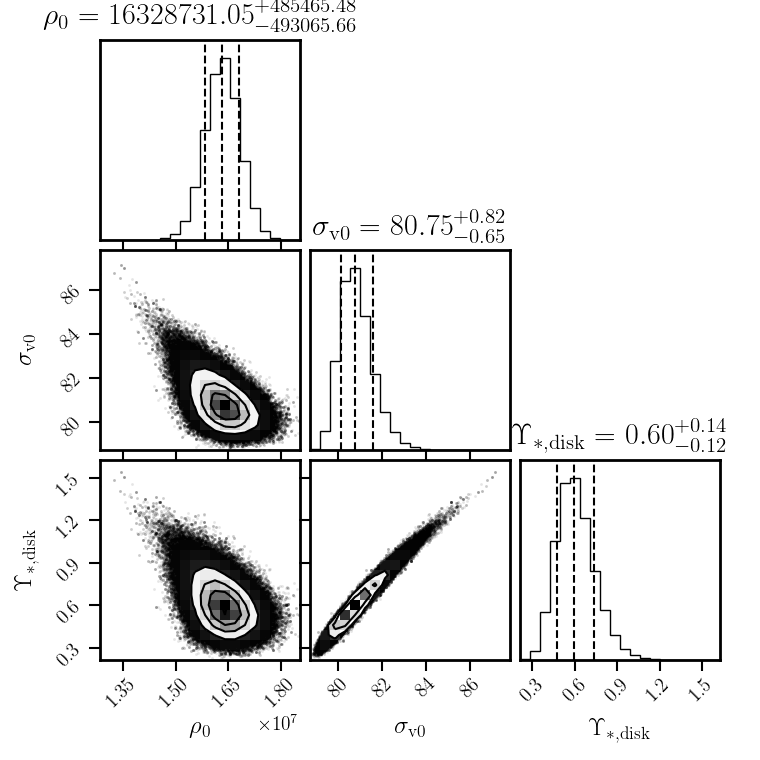 ρ₀ = 16328731.05⁺⁴⁸⁵⁴⁶⁵·⁴⁸₋₄₉₃₀₆₅.₆₆
σᵥ₀ = 80.75⁺⁰·⁸²₋₀.₆₅
86
84
82
80
σᵥ₀
ϒ∗,disk = 0.60⁺⁰·¹⁴₋₀.₁₂
1.5
1.2
0.9
0.6
0.3
ϒ∗,disk
1.35 1.50 1.65 1.80
×10⁷
ρ₀
80 82 84 86
σᵥ₀
0.3 0.6 0.9 1.2 1.5
ϒ∗,disk